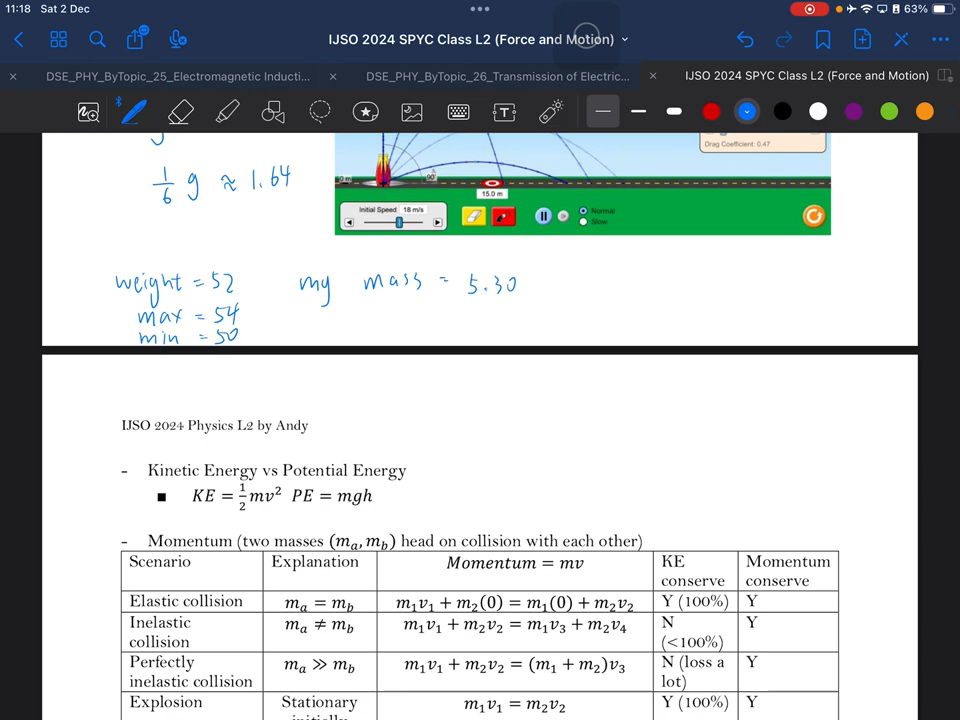 11:18 Sat 2 Dec
63%
IJSO 2024 SPYC Class L2 (Force and Motion)
DSE_PHY_ByTopic_25_Electromagnetic Inducti...
DSE_PHY_ByTopic_26_Transmission of Electric...
IJSO 2024 SPYC Class L2 (Force and Motion)
Drag Coefficient: 0.47
1/6 g ≈ 1.64
0 m
90°
15.0 m
Initial Speed 18 m/s
Normal
Slow
weight = 52 my mass = 5.30
max = 54
min = 50
IJSO 2024 Physics L2 by Andy
- Kinetic Energy vs Potential Energy
■ KE = 1/2 mv² PE = mgh
- Momentum (two masses (mₐ, m_b) head on collision with each other)
Scenario Explanation Momentum = mv KE conserve Momentum conserve
Elastic collision mₐ = m_b m₁v₁ + m₂(0) = m₁(0) + m₂v₂ Y (100%) Y
Inelastic collision mₐ ≠ m_b m₁v₁ + m₂v₂ = m₁v₃ + m₂v₄ N (<100%) Y
Perfectly inelastic collision mₐ ≫ m_b m₁v₁ + m₂v₂ = (m₁ + m₂)v₃ N (loss a lot) Y
Explosion Stationary initially m₁v₁ = m₂v₂ Y (100%) Y